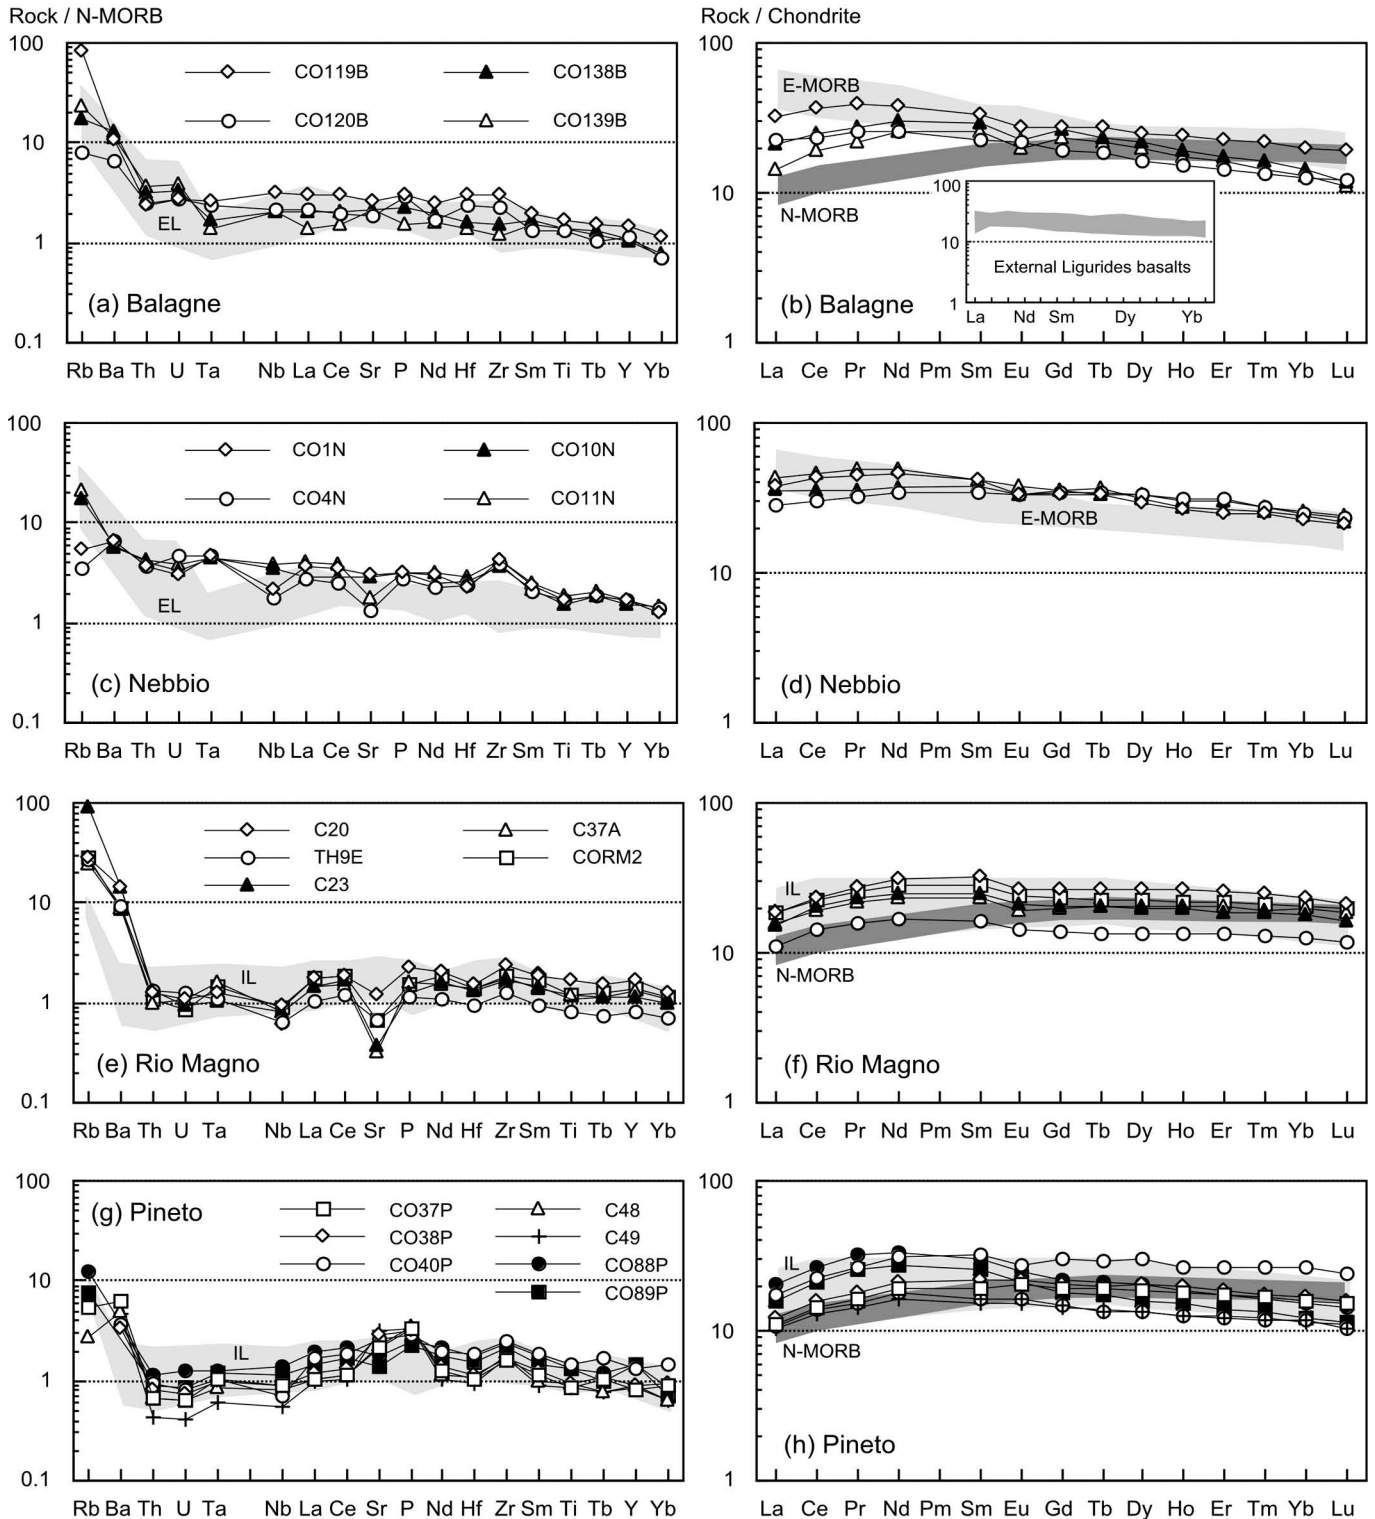 Rock / N-MORB
Rock / Chondrite
100
10
1
0.1
CO119B
CO138B
CO120B
CO139B
EL
(a) Balagne
Rb Ba Th U Ta Nb La Ce Sr P Nd Hf Zr Sm Ti Tb Y Yb
100
10
1
E-MORB
N-MORB
100
10
1
External Ligurides basalts
La Nd Sm Dy Yb
(b) Balagne
La Ce Pr Nd Pm Sm Eu Gd Tb Dy Ho Er Tm Yb Lu
100
10
1
0.1
CO1N
CO10N
CO4N
CO11N
EL
(c) Nebbio
Rb Ba Th U Ta Nb La Ce Sr P Nd Hf Zr Sm Ti Tb Y Yb
100
10
1
E-MORB
(d) Nebbio
La Ce Pr Nd Pm Sm Eu Gd Tb Dy Ho Er Tm Yb Lu
100
10
1
0.1
C20
C37A
TH9E
CORM2
C23
IL
(e) Rio Magno
Rb Ba Th U Ta Nb La Ce Sr P Nd Hf Zr Sm Ti Tb Y Yb
100
10
1
IL
N-MORB
(f) Rio Magno
La Ce Pr Nd Pm Sm Eu Gd Tb Dy Ho Er Tm Yb Lu
100
10
1
0.1
(g) Pineto
CO37P
C48
CO38P
C49
CO40P
CO88P
CO89P
IL
Rb Ba Th U Ta Nb La Ce Sr P Nd Hf Zr Sm Ti Tb Y Yb
100
10
1
IL
N-MORB
(h) Pineto
La Ce Pr Nd Pm Sm Eu Gd Tb Dy Ho Er Tm Yb Lu